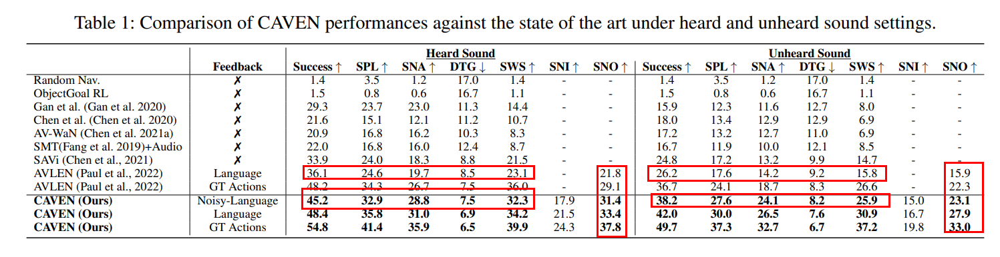 Table 1: Comparison of CAVEN performances against the state of the art under heard and unheard sound settings.
Heard Sound Unheard Sound
Feedback Success ↑ SPL ↑ SNA ↑ DTG ↓ SWS ↑ SNI ↑ SNO ↑ Success ↑ SPL ↑ SNA ↑ DTG ↓ SWS ↑ SNI ↑ SNO ↑
Random Nav. ✗ 1.4 3.5 1.2 17.0 1.4 - - 1.4 3.5 1.2 17.0 1.4 - -
ObjectGoal RL ✗ 1.5 0.8 0.6 16.7 1.1 - - 1.5 0.8 0.6 16.7 1.1 - -
Gan et al. (Gan et al. 2020) ✗ 29.3 23.7 23.0 11.3 14.4 - - 15.9 12.3 11.6 12.7 8.0 - -
Chen et al. (Chen et al. 2020) ✗ 21.6 15.1 12.1 11.2 10.7 - - 18.0 13.4 12.9 12.9 6.9 - -
AV-WaN (Chen et al. 2021a) ✗ 20.9 16.8 16.2 10.3 8.3 - - 17.2 13.2 12.7 11.0 6.9 - -
SMT(Fang et al. 2019)+Audio ✗ 22.0 16.8 16.0 12.4 8.7 - - 16.7 11.9 10.0 12.1 8.5 - -
SAVi (Chen et al., 2021) ✗ 33.9 24.0 18.3 8.8 21.5 - - 24.8 17.2 13.2 9.9 14.7 - -
AVLEN (Paul et al., 2022) Language 36.1 24.6 19.7 8.5 23.1 - 21.8 26.2 17.6 14.2 9.2 15.8 - 15.9
AVLEN (Paul et al., 2022) GT Actions 48.2 34.3 26.7 7.5 36.0 - 29.1 36.7 24.1 18.7 8.3 26.6 - 22.3
CAVEN (Ours) Noisy-Language 45.2 32.9 28.8 7.5 32.3 17.9 31.4 38.2 27.6 24.1 8.2 25.9 15.0 23.1
CAVEN (Ours) Language 48.4 35.8 31.0 6.9 34.2 21.5 33.4 42.0 30.0 26.5 7.6 30.9 16.7 27.9
CAVEN (Ours) GT Actions 54.8 41.4 35.9 6.5 39.9 24.3 37.8 49.7 37.3 32.7 6.7 37.2 19.8 33.0